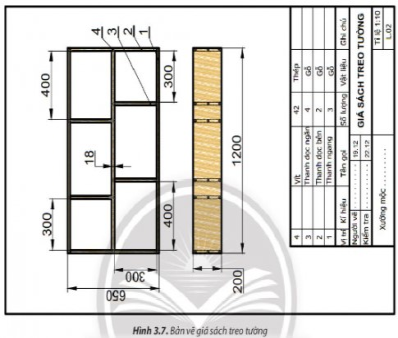 4 3 2 1
400
300
18
1200
300
400
300
650
200
4 Vít 42 Thép
3 Thanh dọc ngắn 4 Gỗ
2 Thanh dọc bên 2 Gỗ
1 Thanh ngang 3 Gỗ
Vị trí Kí hiệu Tên gọi Số lượng Vật liệu Ghi chú
Người vẽ 19.12
Kiểm tra 22.12
GIÁ SÁCH TREO TƯỜNG
Tỉ lệ 1:10
L.02
Xưởng mộc
Hình 3.7. Bản vẽ giá sách treo tường